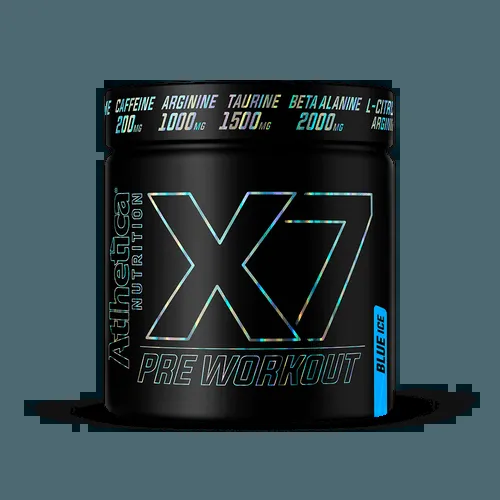 CAFFEINE ARGININE TAURINE BETA ALANINE
200MG 1000MG 1500MG 2000MG
Atlhetica®
NUTRITION
X7
PRE WORKOUT
BLUE ICE